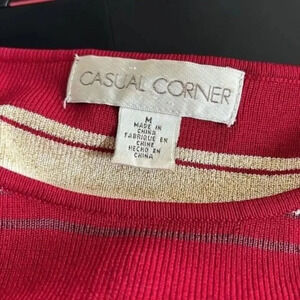 CASUAL CORNER
M
MADE IN
CHINA
FABRIQUE EN
CHINE
HECHO EN
CHINA